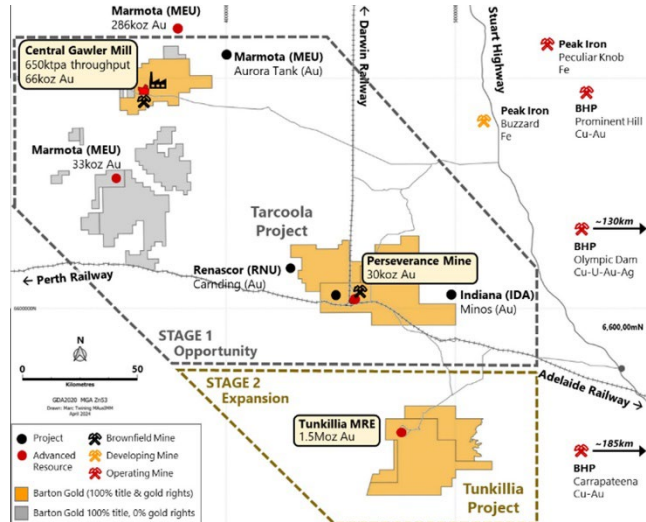 Marmota (MEU)
286koz Au
Central Gawler Mill
650ktpa throughput
66koz Au
Marmota (MEU)
Aurora Tank (Au)
← Darwin Railway
Stuart Highway
Peak Iron
Peculiar Knob
Fe
Peak Iron
Buzzard
Fe
BHP
Prominent Hill
Cu-Au
Marmota (MEU)
33koz Au
Tarcoola
Project
~130km
BHP
Olympic Dam
Cu-U-Au-Ag
Renascor (RNU)
Carnding (Au)
Perseverance Mine
30koz Au
← Perth Railway
Indiana (IDA)
Minos (Au)
6,600,00mN
STAGE 1
Opportunity
Adelaide Railway →
N
0 50
Kilometres
GDA2020 MGA Zn53
April 2024
STAGE 2
Expansion
Tunkillia MRE
1.5Moz Au
~185km
BHP
Carrapateena
Cu-Au
Tunkillia
Project
Project
Advanced
Resource
Brownfield Mine
Developing Mine
Operating Mine
Barton Gold (100% title & gold rights)
Barton Gold 100% title, 0% gold rights